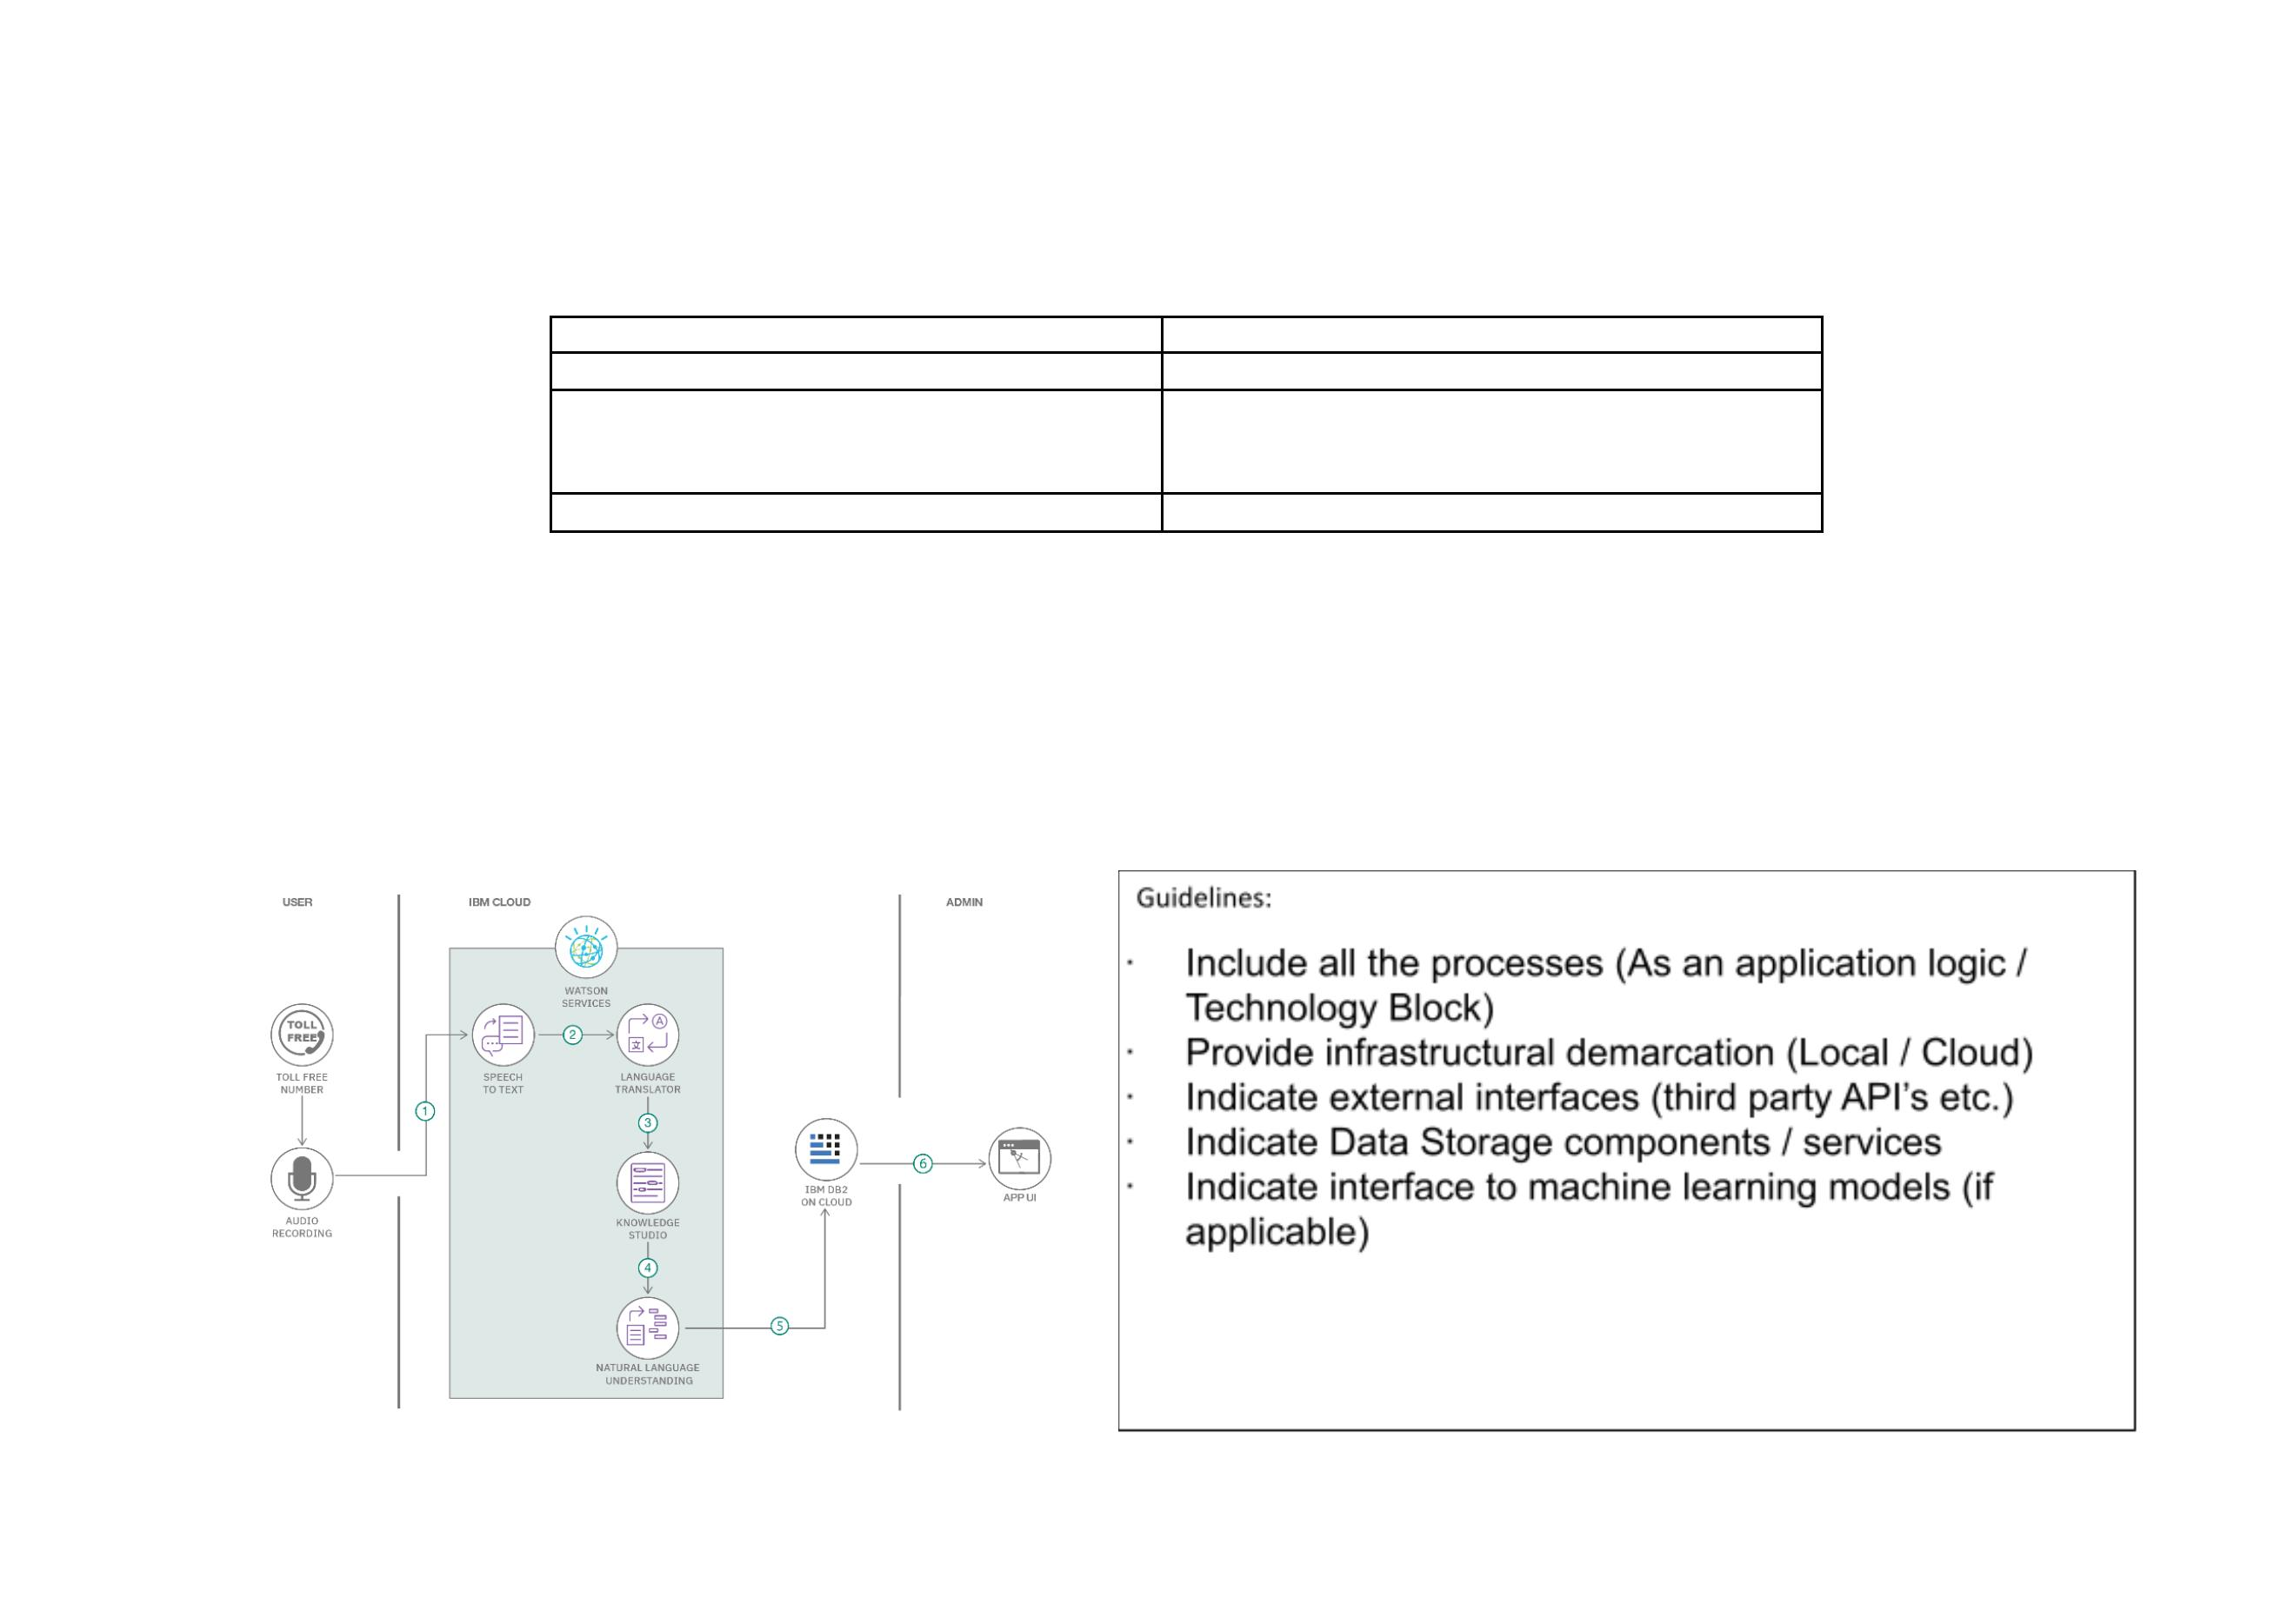 USER
IBM CLOUD
ADMIN
WATSON
SERVICES
TOLL
FREE
TOLL FREE
NUMBER
1
SPEECH
TO TEXT
2
A
文
LANGUAGE
TRANSLATOR
3
AUDIO
RECORDING
KNOWLEDGE
STUDIO
4
NATURAL LANGUAGE
UNDERSTANDING
5
IBM DB2
ON CLOUD
6
APP UI
Guidelines:
· Include all the processes (As an application logic /
Technology Block)
· Provide infrastructural demarcation (Local / Cloud)
· Indicate external interfaces (third party API's etc.)
· Indicate Data Storage components / services
· Indicate interface to machine learning models (if
applicable)